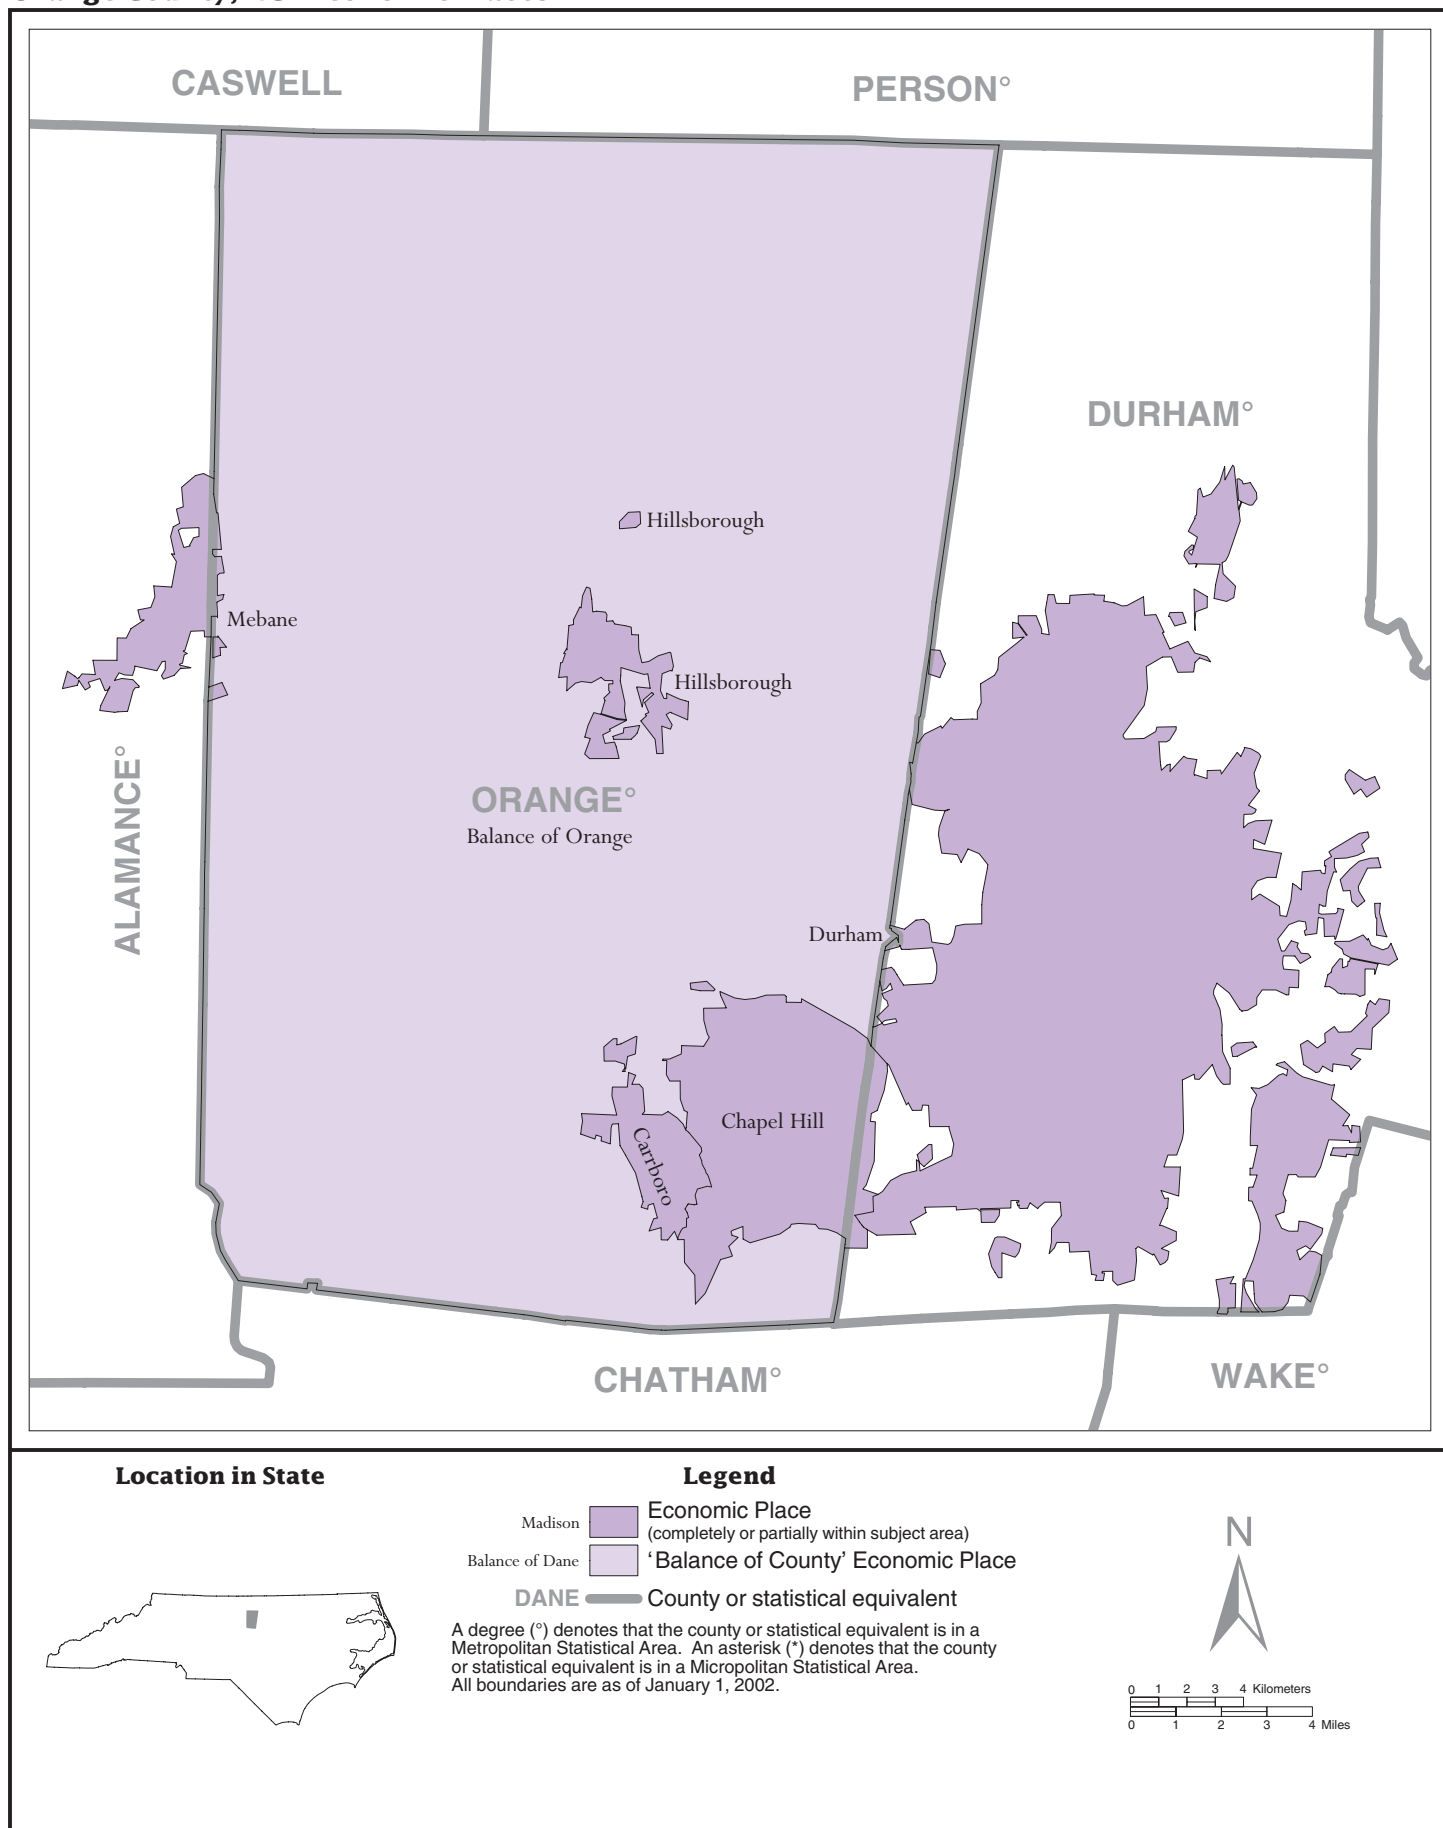 CASWELL
PERSON°
DURHAM°
Hillsborough
Mebane
Hillsborough
ALAMANCE°
ORANGE°
Balance of Orange
Durham
Chapel Hill
Carrboro
CHATHAM°
WAKE°
Location in State
Legend
Madison
Economic Place
(completely or partially within subject area)
Balance of Dane
‘Balance of County’ Economic Place
DANE
County or statistical equivalent
A degree (°) denotes that the county or statistical equivalent is in a
Metropolitan Statistical Area. An asterisk (*) denotes that the county
or statistical equivalent is in a Micropolitan Statistical Area.
All boundaries are as of January 1, 2002.
N
0 1 2 3 4 Kilometers
0 1 2 3 4 Miles